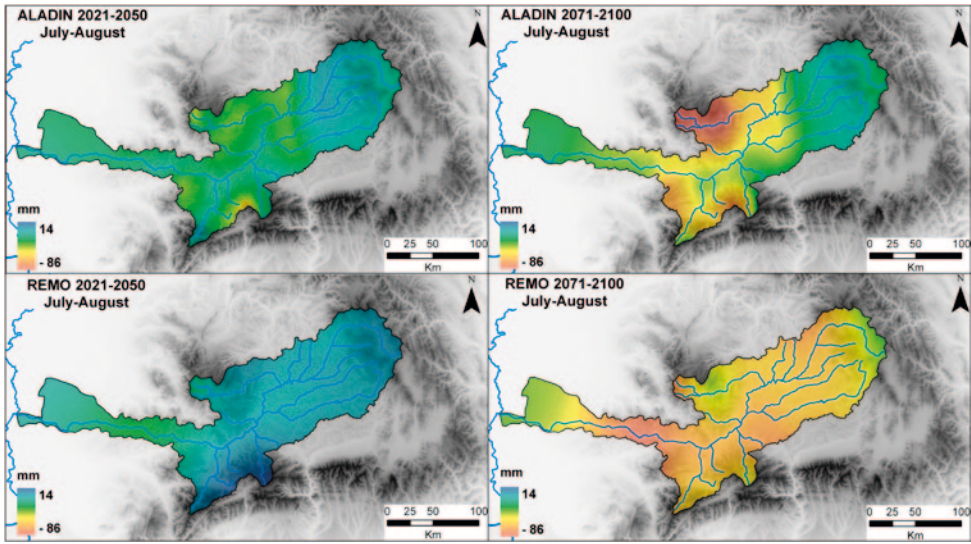 ALADIN 2021-2050
July-August
N
mm
14
- 86
0 25 50 100
Km
ALADIN 2071-2100
July-August
N
mm
14
- 86
0 25 50 100
Km
REMO 2021-2050
July-August
N
mm
14
- 86
0 25 50 100
Km
REMO 2071-2100
July-August
N
mm
14
- 86
0 25 50 100
Km